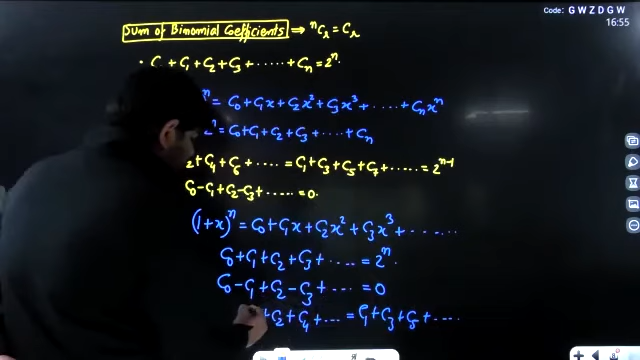 Code: G W Z D G W
16:55
Sum of Binomial Coefficients ⇒ ⁿCᵣ = Cᵣ
· C₀ + C₁ + C₂ + C₃ + ...... + Cₙ = 2ⁿ.
ⁿ = C₀ + C₁x + C₂x² + C₃x³ + ..... + Cₙxⁿ
2ⁿ = C₀ + C₁ + C₂ + C₃ + ..... + Cₙ
₂ + C₄ + C₆ + ..... = C₁ + C₃ + C₅ + C₇ + ...... = 2ⁿ⁻¹
C₀ − C₁ + C₂ − C₃ + ...... = 0.
(1+x)ⁿ = C₀ + C₁x + C₂x² + C₃x³ + .......
C₀ + C₁ + C₂ + C₃ + ..... = 2ⁿ.
C₀ − C₁ + C₂ − C₃ + .... = 0
+ C₂ + C₄ + .... = C₁ + C₃ + C₅ + ....